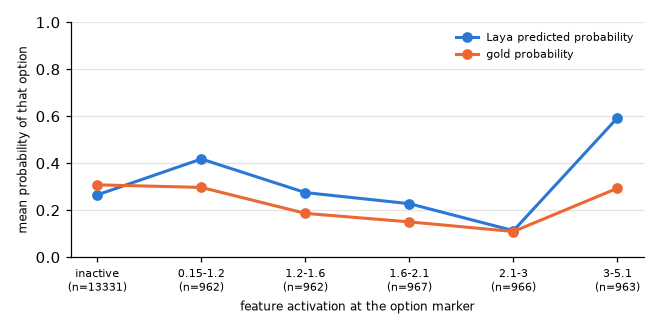 1.0
0.8
0.6
0.4
0.2
0.0
mean probability of that option
Laya predicted probability
gold probability
inactive
(n=13331)
0.15-1.2
(n=962)
1.2-1.6
(n=962)
1.6-2.1
(n=967)
2.1-3
(n=966)
3-5.1
(n=963)
feature activation at the option marker